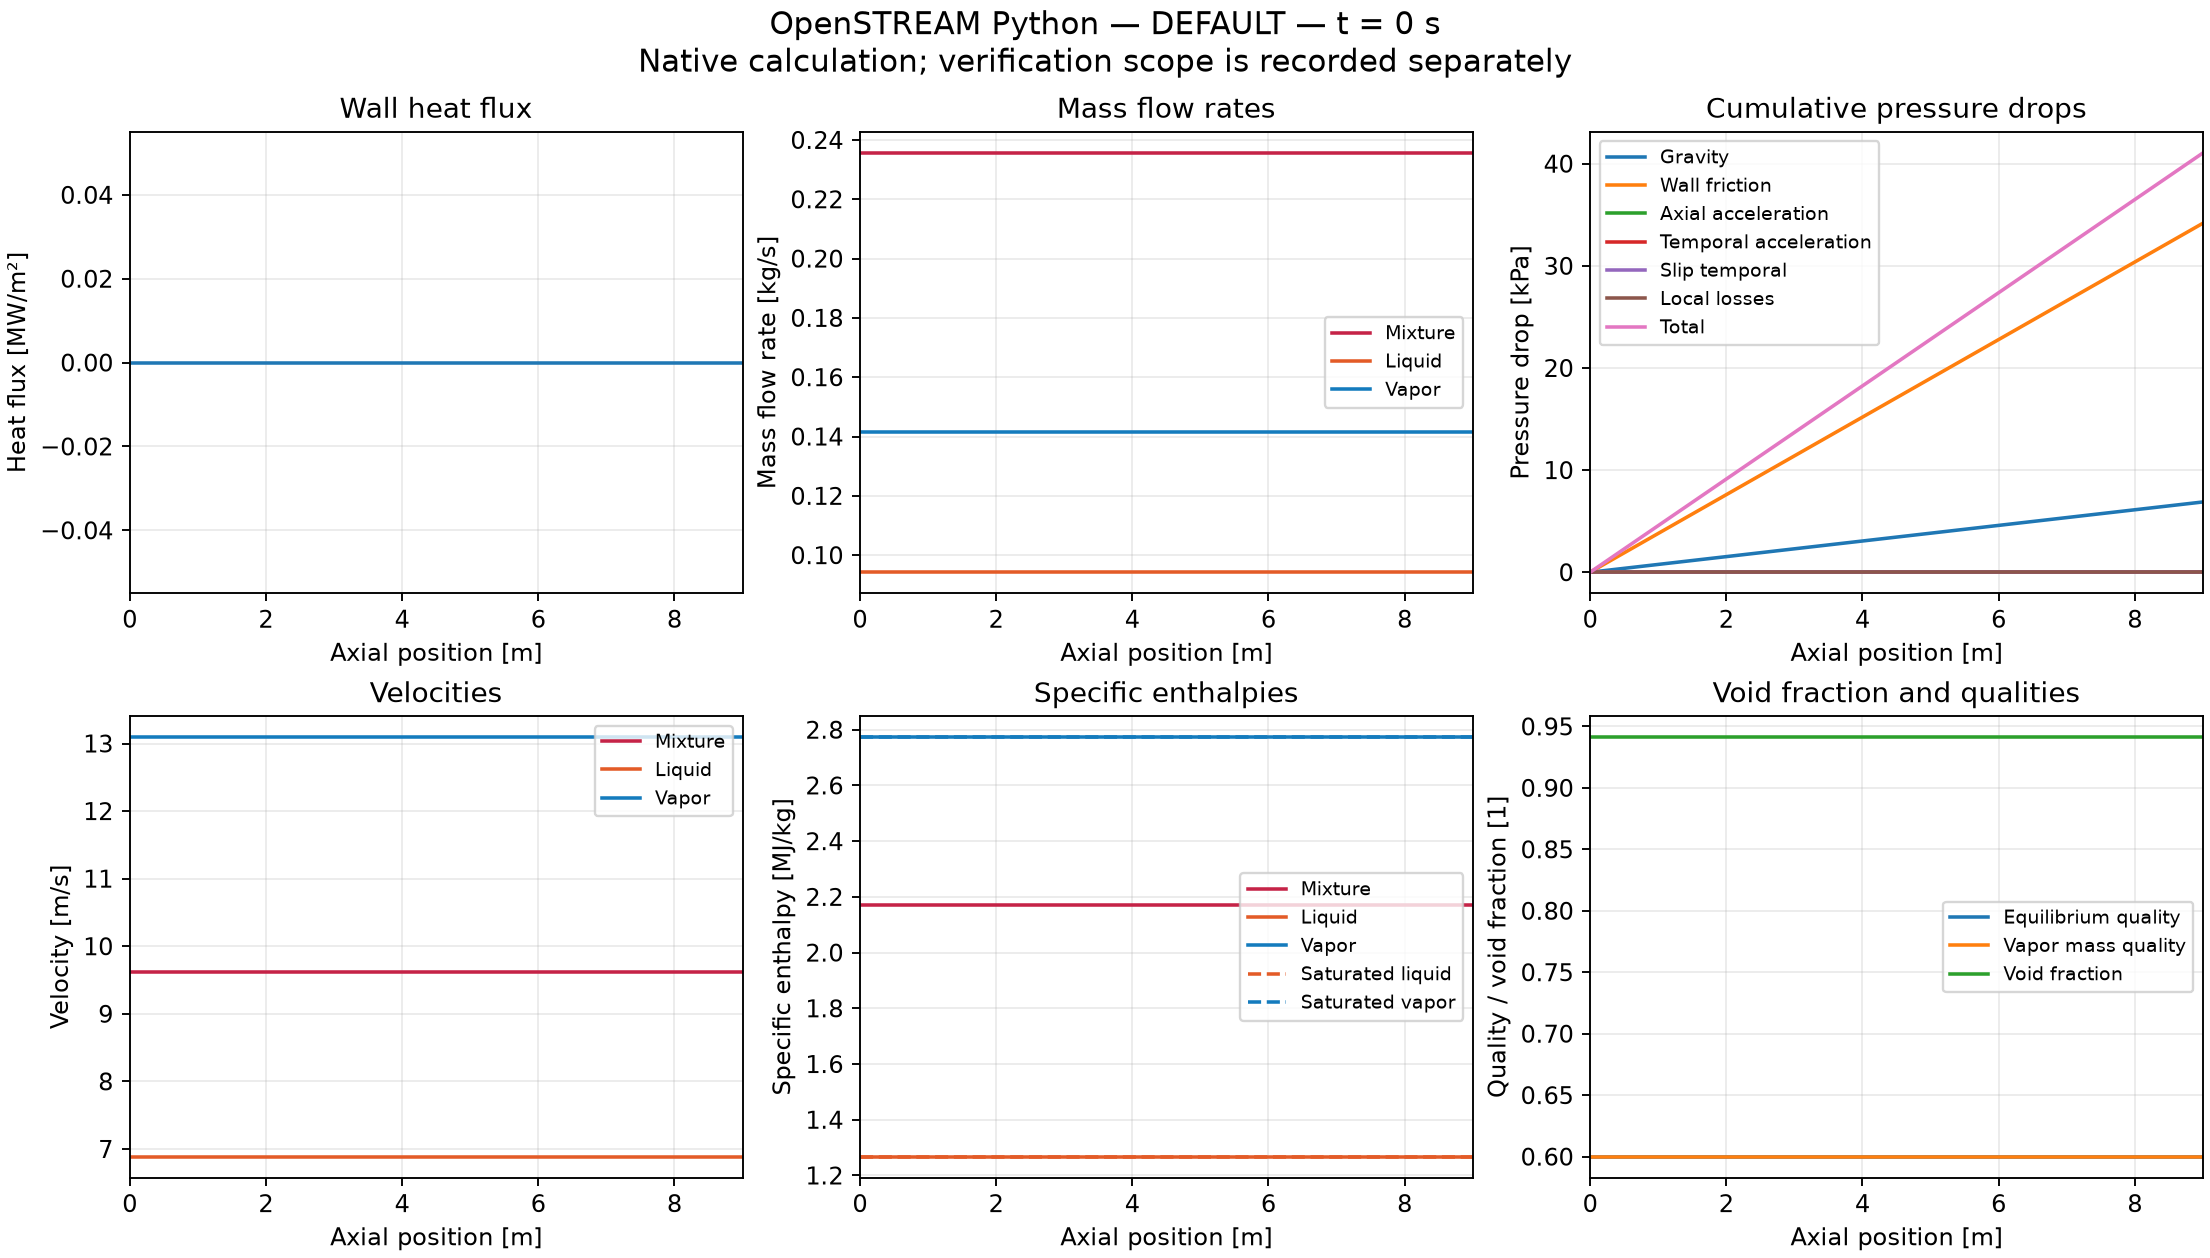 OpenSTREAM Python — DEFAULT — t = 0 s
Native calculation; verification scope is recorded separately
Wall heat flux
Heat flux [MW/m²]
0.04
0.02
0.00
−0.02
−0.04
0 2 4 6 8
Axial position [m]
Mass flow rates
Mass flow rate [kg/s]
0.24
0.22
0.20
0.18
0.16
0.14
0.12
0.10
Mixture
Liquid
Vapor
0 2 4 6 8
Axial position [m]
Cumulative pressure drops
Pressure drop [kPa]
40
30
20
10
0
Gravity
Wall friction
Axial acceleration
Temporal acceleration
Slip temporal
Local losses
Total
0 2 4 6 8
Axial position [m]
Velocities
Velocity [m/s]
13
12
11
10
9
8
7
Mixture
Liquid
Vapor
0 2 4 6 8
Axial position [m]
Specific enthalpies
Specific enthalpy [MJ/kg]
2.8
2.6
2.4
2.2
2.0
1.8
1.6
1.4
1.2
Mixture
Liquid
Vapor
Saturated liquid
Saturated vapor
0 2 4 6 8
Axial position [m]
Void fraction and qualities
Quality / void fraction [1]
0.95
0.90
0.85
0.80
0.75
0.70
0.65
0.60
Equilibrium quality
Vapor mass quality
Void fraction
0 2 4 6 8
Axial position [m]